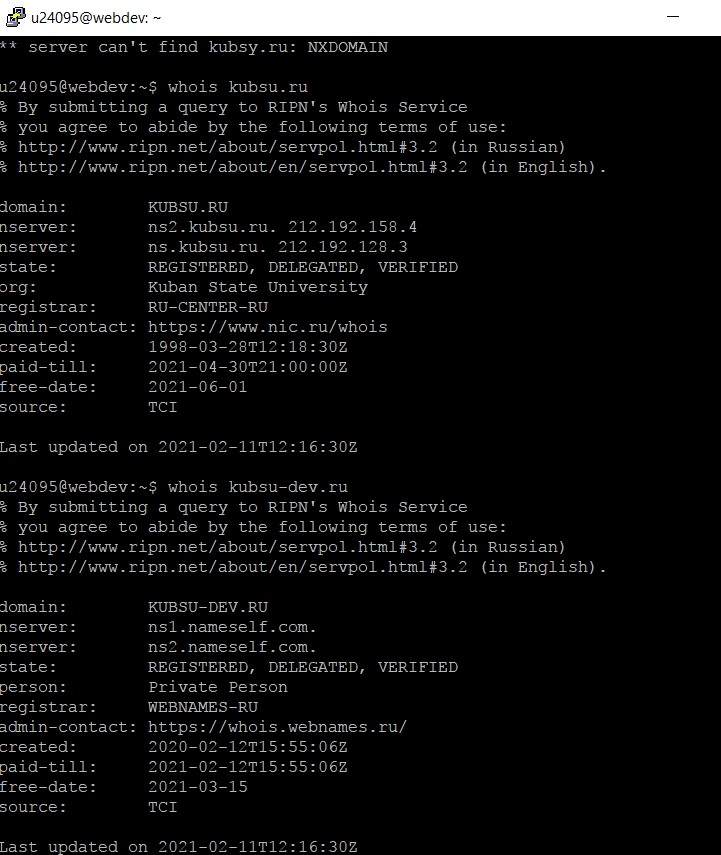 u24095@webdev: ~
** server can't find kubsy.ru: NXDOMAIN
u24095@webdev:~$ whois kubsu.ru
% By submitting a query to RIPN's Whois Service
% you agree to abide by the following terms of use:
% http://www.ripn.net/about/servpol.html#3.2 (in Russian)
% http://www.ripn.net/about/en/servpol.html#3.2 (in English).
domain: KUBSU.RU
nserver: ns2.kubsu.ru. 212.192.158.4
nserver: ns.kubsu.ru. 212.192.128.3
state: REGISTERED, DELEGATED, VERIFIED
org: Kuban State University
registrar: RU-CENTER-RU
admin-contact: https://www.nic.ru/whois
created: 1998-03-28T12:18:30Z
paid-till: 2021-04-30T21:00:00Z
free-date: 2021-06-01
source: TCI
Last updated on 2021-02-11T12:16:30Z
u24095@webdev:~$ whois kubsu-dev.ru
% By submitting a query to RIPN's Whois Service
% you agree to abide by the following terms of use:
% http://www.ripn.net/about/servpol.html#3.2 (in Russian)
% http://www.ripn.net/about/en/servpol.html#3.2 (in English).
domain: KUBSU-DEV.RU
nserver: ns1.nameself.com.
nserver: ns2.nameself.com.
state: REGISTERED, DELEGATED, VERIFIED
person: Private Person
registrar: WEBNAMES-RU
admin-contact: https://whois.webnames.ru/
created: 2020-02-12T15:55:06Z
paid-till: 2021-02-12T15:55:06Z
free-date: 2021-03-15
source: TCI
Last updated on 2021-02-11T12:16:30Z